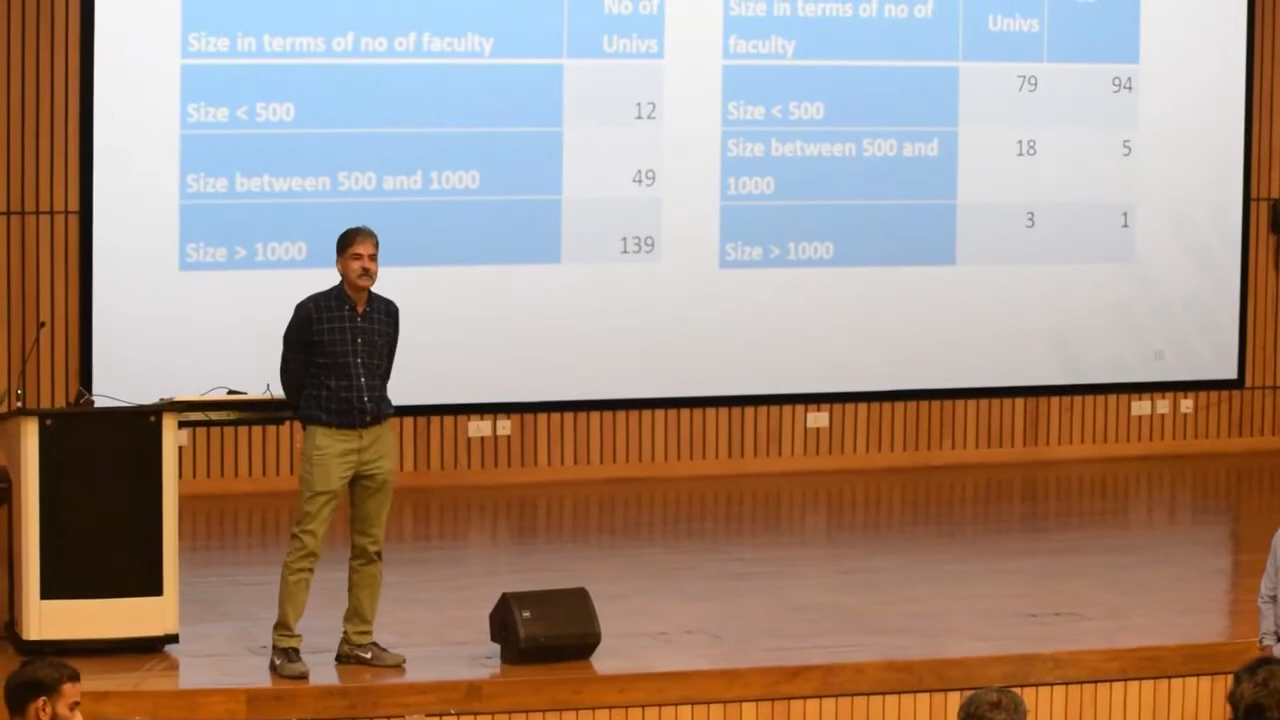 No of
Size in terms of no of faculty
Univs
Size < 500
12
Size between 500 and 1000
49
Size > 1000
139
Size in terms of no of
faculty
Univs
79
94
Size < 500
Size between 500 and
1000
18
5
3
1
Size > 1000